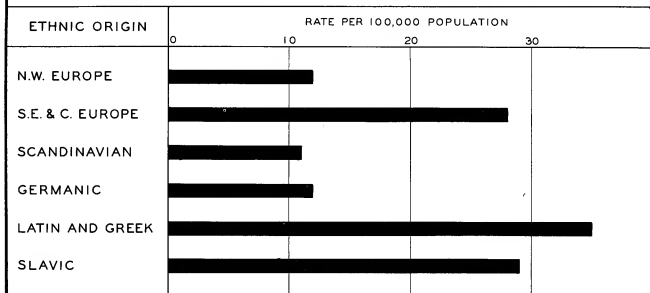 ETHNIC ORIGIN
RATE PER 100,000 POPULATION
0 10 20 30
N.W. EUROPE
S.E. & C. EUROPE
SCANDINAVIAN
GERMANIC
LATIN AND GREEK
SLAVIC